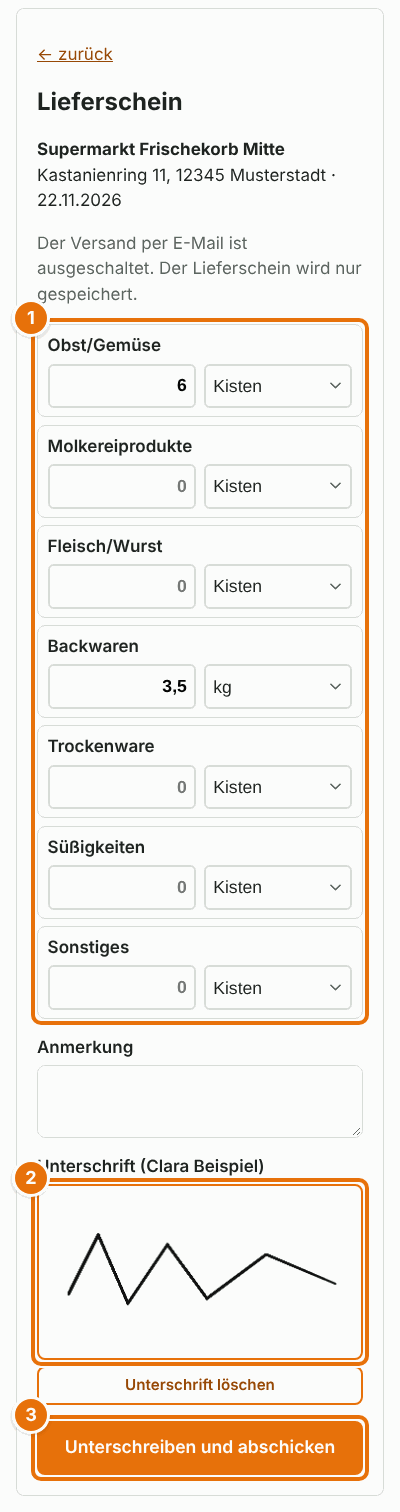 ← zurück
Lieferschein
Supermarkt Frischekorb Mitte
Kastanienring 11, 12345 Musterstadt ·
22.11.2026
Der Versand per E-Mail ist
ausgeschaltet. Der Lieferschein wird nur
gespeichert.
1
Obst/Gemüse
6 Kisten
Molkereiprodukte
0 Kisten
Fleisch/Wurst
0 Kisten
Backwaren
3,5 kg
Trockenware
0 Kisten
Süßigkeiten
0 Kisten
Sonstiges
0 Kisten
Anmerkung
Unterschrift (Clara Beispiel)
2
Unterschrift löschen
3
Unterschreiben und abschicken